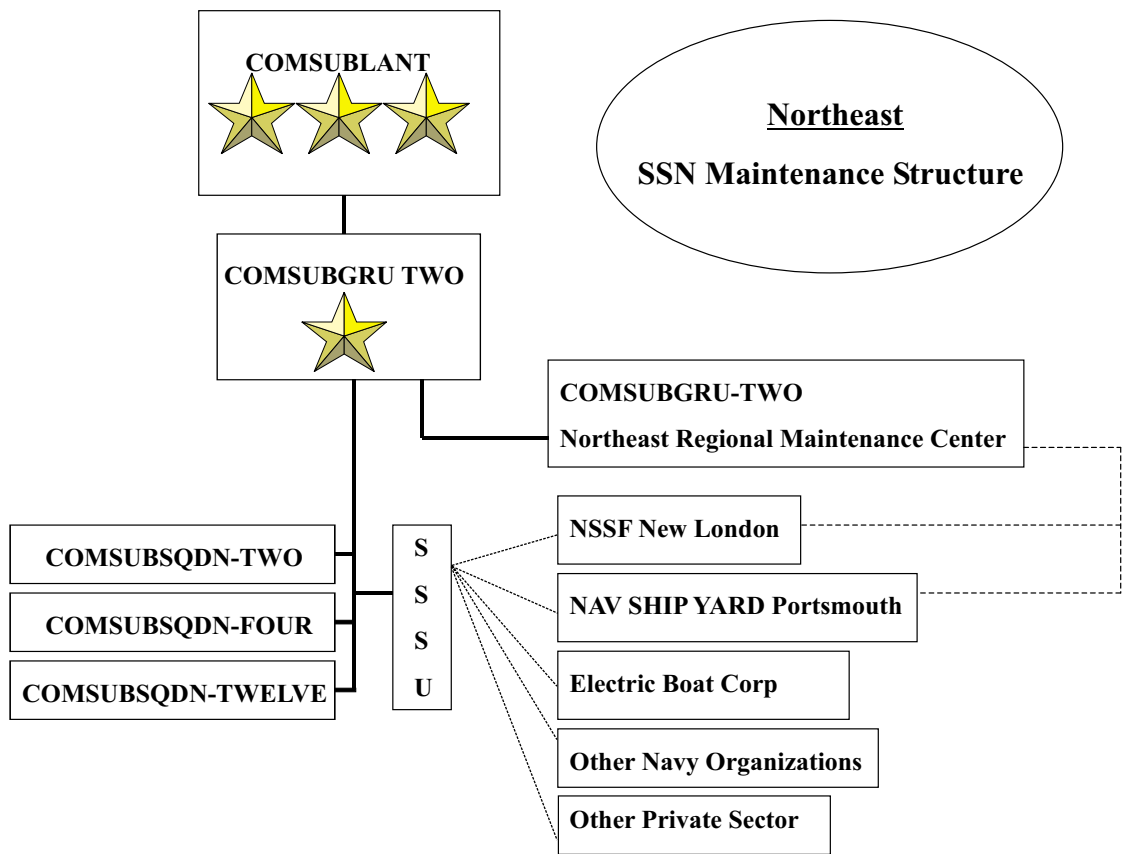 COMSUBLANT
Northeast
SSN Maintenance Structure
COMSUBGRU TWO
COMSUBGRU-TWO
Northeast Regional Maintenance Center
COMSUBSQDN-TWO
COMSUBSQDN-FOUR
COMSUBSQDN-TWELVE
S
S
S
U
NSSF New London
NAV SHIP YARD Portsmouth
Electric Boat Corp
Other Navy Organizations
Other Private Sector